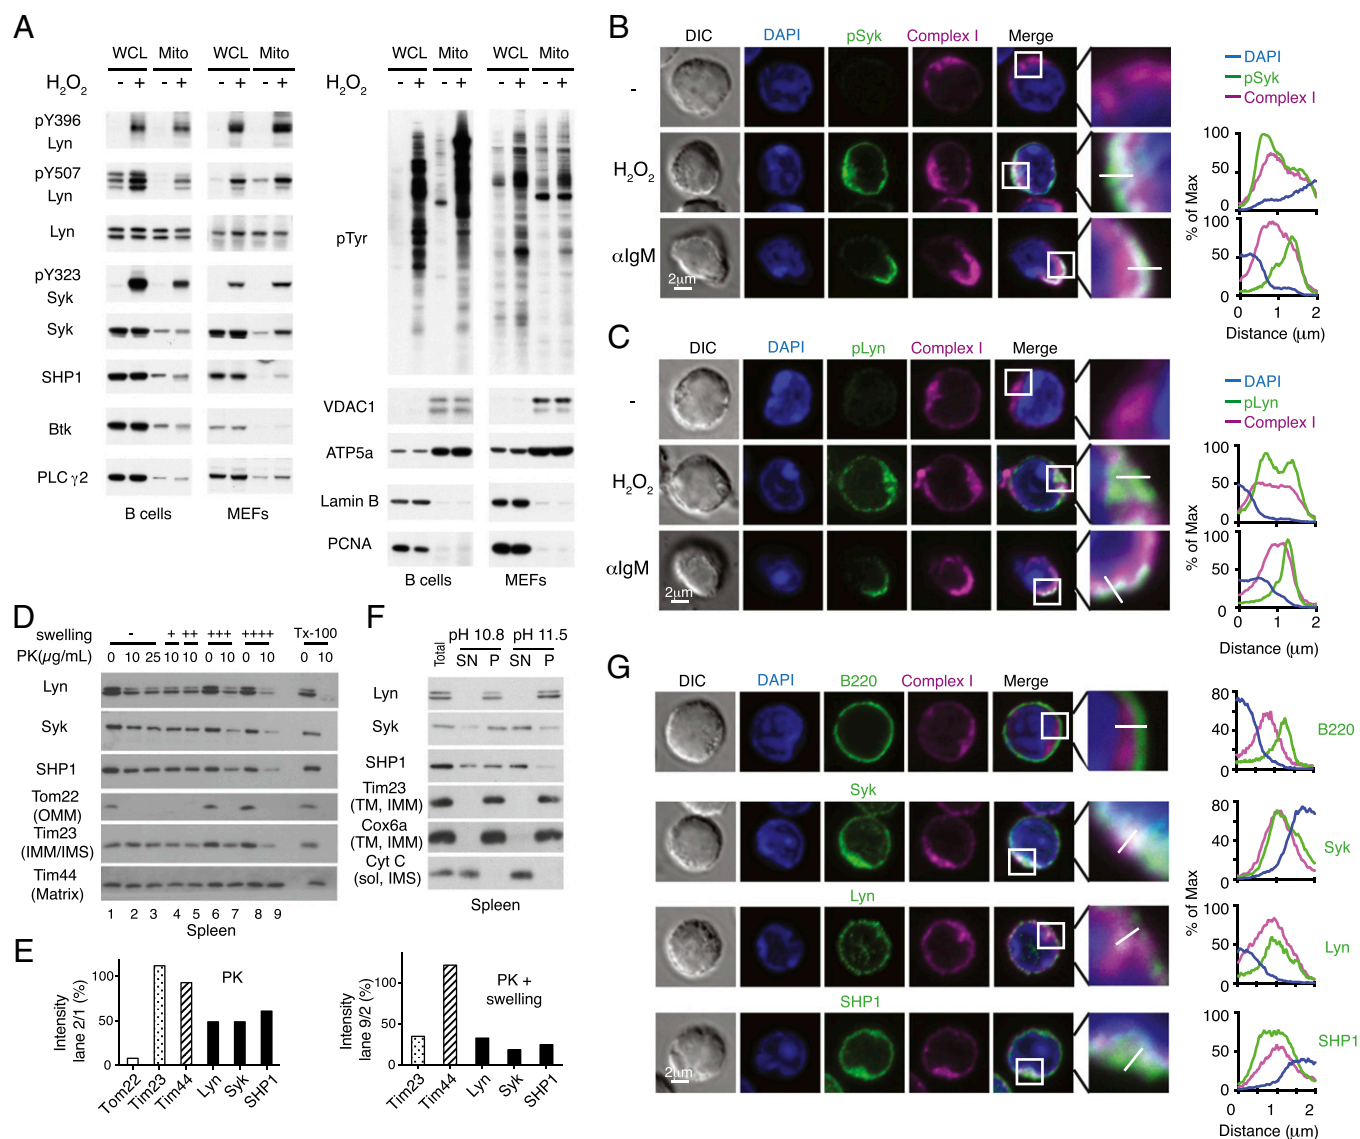 A
WCL Mito WCL Mito
H2O2 - + - + - + - +
pY396
Lyn
pY507
Lyn
Lyn
pY323
Syk
Syk
SHP1
Btk
PLC γ2
B cells MEFs
WCL Mito WCL Mito
H2O2 - + - + - + - +
pTyr
VDAC1
ATP5a
Lamin B
PCNA
B cells MEFs
B
DIC DAPI pSyk Complex I Merge
-
H2O2
αIgM
2μm
DAPI
pSyk
Complex I
100
50
0
100
50
0
% of Max
0 1 2
Distance (μm)
C
DIC DAPI pLyn Complex I Merge
-
H2O2
αIgM
2μm
DAPI
pLyn
Complex I
100
50
0
100
50
0
% of Max
0 1 2
Distance (μm)
D
swelling - + ++ +++ ++++ Tx-100
PK(μg/mL) 0 10 25 10 10 0 10 0 10 0 10
Lyn
Syk
SHP1
Tom22
(OMM)
Tim23
(IMM/IMS)
Tim44
(Matrix)
1 2 3 4 5 6 7 8 9
Spleen
E
Intensity
lane 2/1 (%)
100
50
0
PK
Tom22 Tim23 Tim44 Lyn Syk SHP1
Intensity
lane 9/2 (%)
100
50
0
PK +
swelling
Tim23 Tim44 Lyn Syk SHP1
F
Total pH 10.8 pH 11.5
SN P SN P
Lyn
Syk
SHP1
Tim23
(TM, IMM)
Cox6a
(TM, IMM)
Cyt C
(sol, IMS)
Spleen
G
DIC DAPI B220 Complex I Merge
Syk
Lyn
SHP1
2μm
80
40
0
B220
80
40
0
Syk
100
50
0
Lyn
100
50
0
SHP1
% of Max
0 1 2
Distance (μm)